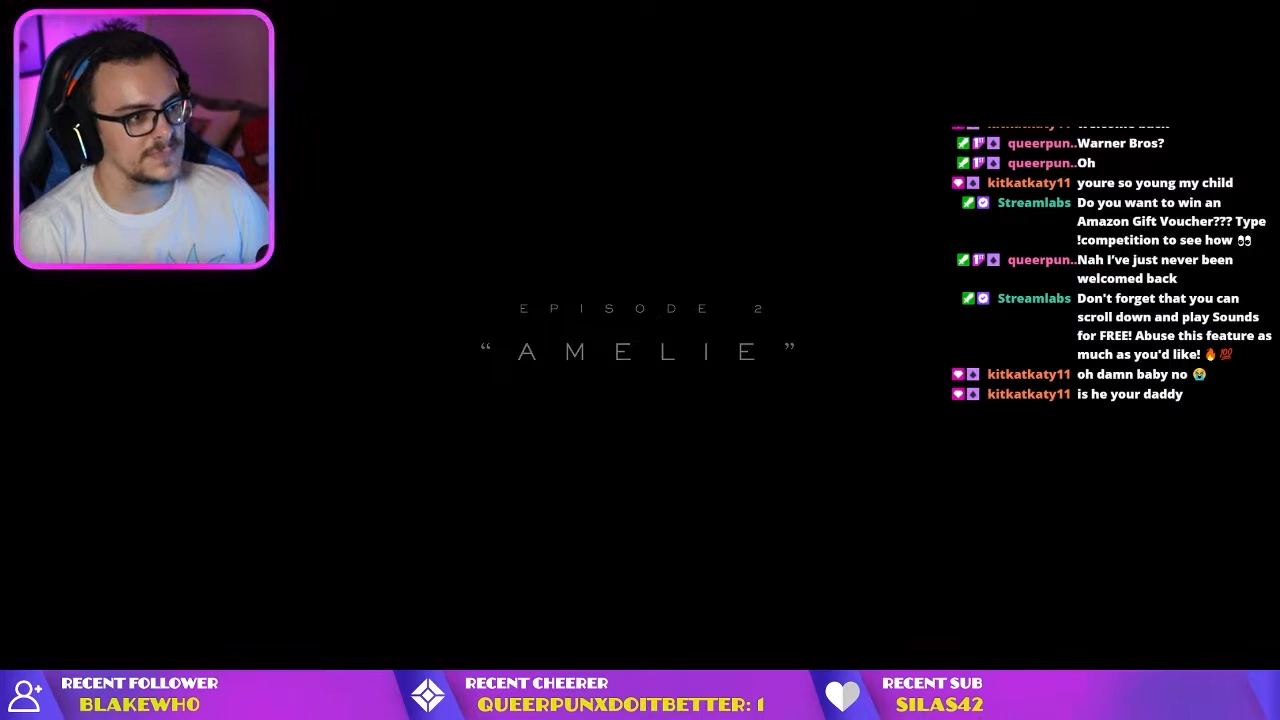 kitkatkaty11 welcome back
queerpun..Warner Bros?
queerpun..Oh
kitkatkaty11 youre so young my child
Streamlabs Do you want to win an
Amazon Gift Voucher??? Type
!competition to see how 👀
queerpun..Nah I’ve just never been
welcomed back
Streamlabs Don't forget that you can
scroll down and play Sounds
for FREE! Abuse this feature as
much as you'd like! 🔥💯
kitkatkaty11 oh damn baby no 😭
kitkatkaty11 is he your daddy
EPISODE 2
“AMELIE”
RECENT FOLLOWER
BLAKEWHO
RECENT CHEERER
QUEERPUNXDOITBETTER: 1
RECENT SUB
SILAS42